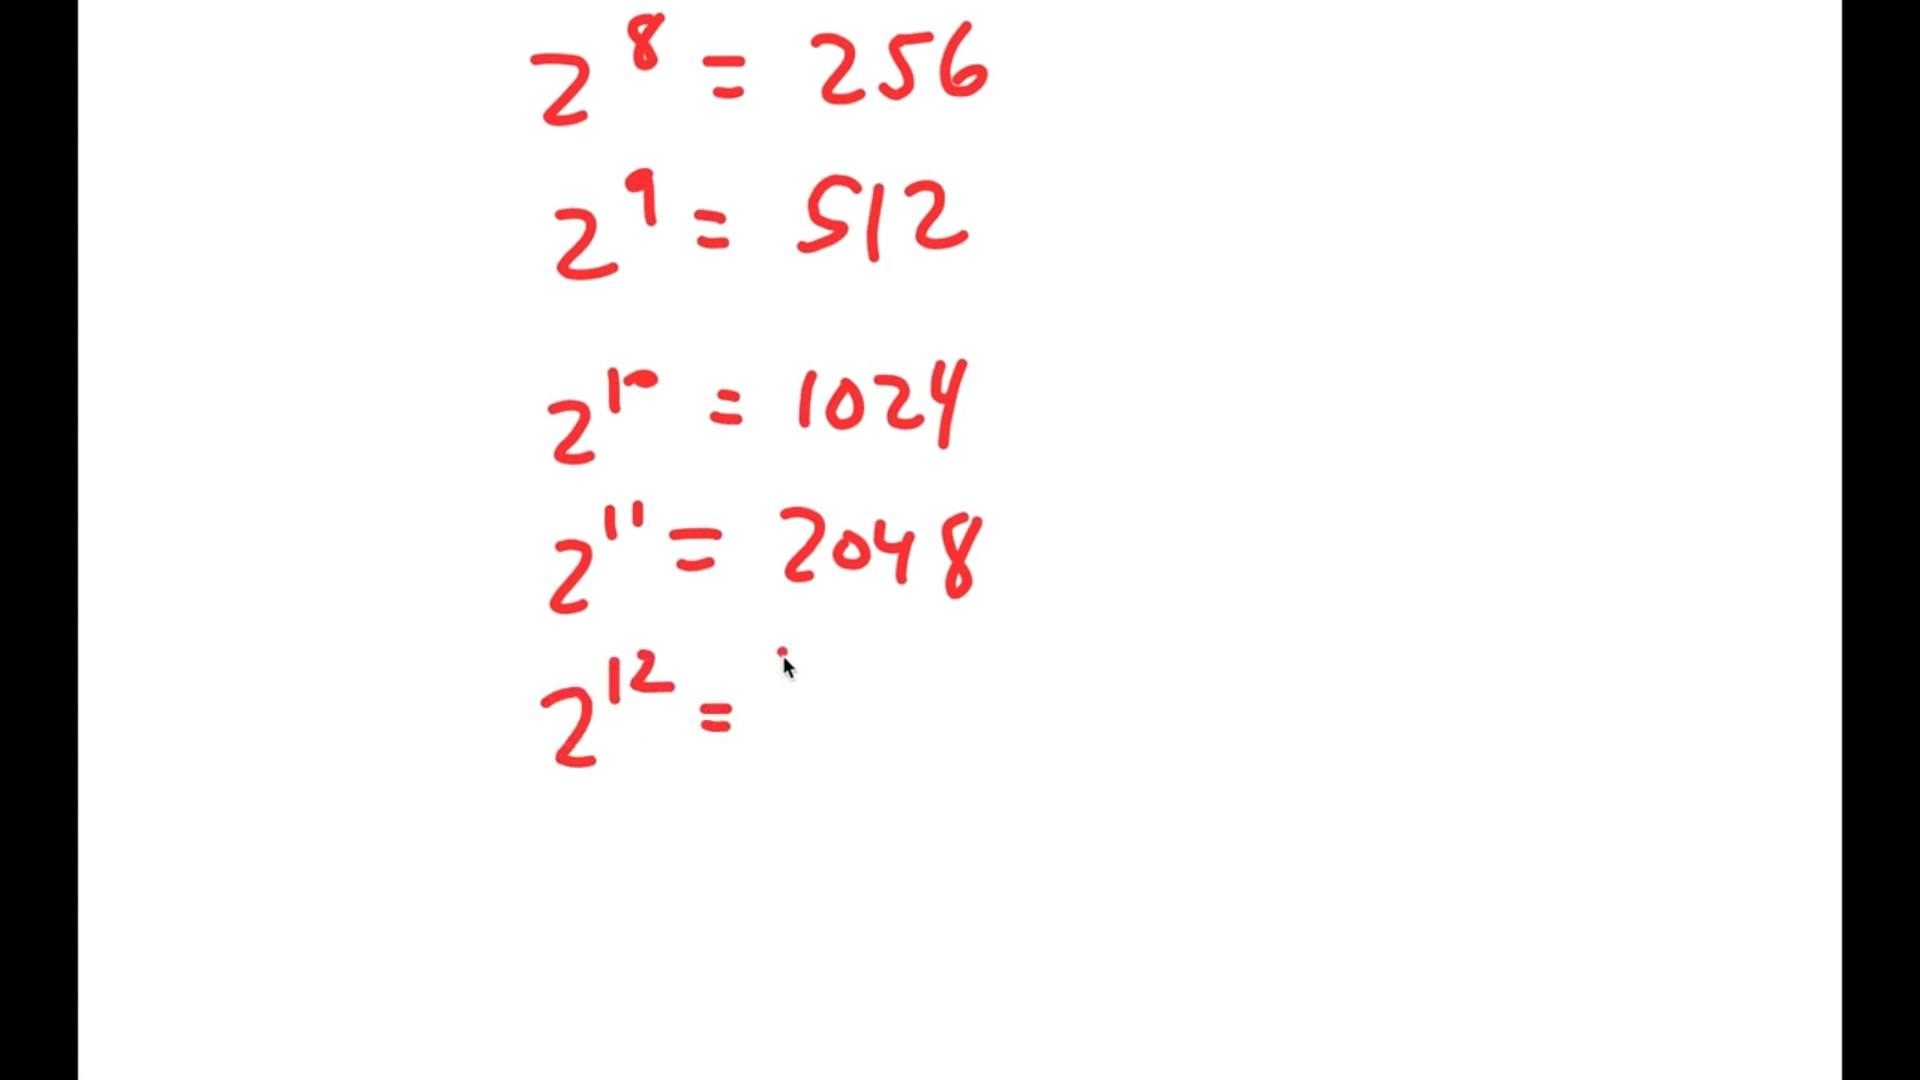 2^8 = 256
2^9 = 512
2^10 = 1024
2^11 = 2048
2^12 =